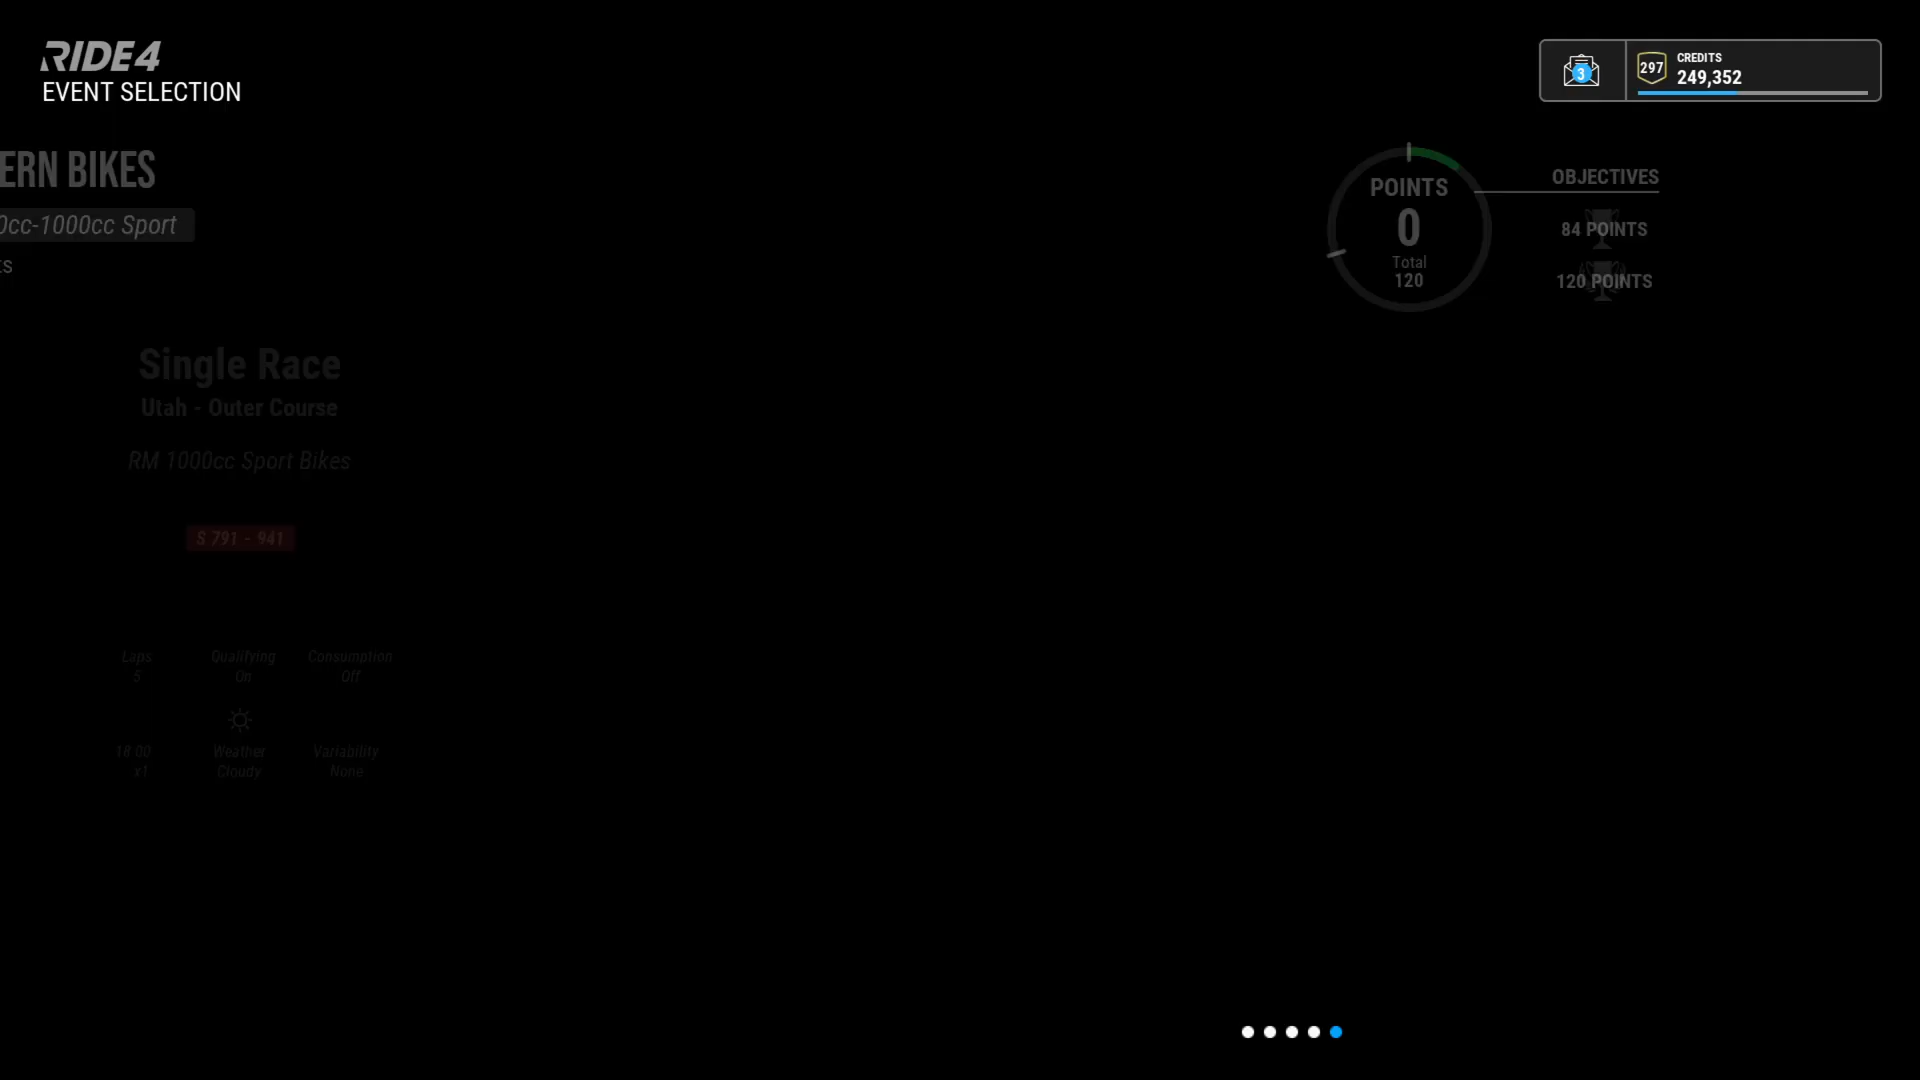 RIDE4
EVENT SELECTION
3
297
CREDITS
249,352
ERN BIKES
0cc-1000cc Sport
ts
POINTS
0
Total
120
OBJECTIVES
84 POINTS
120 POINTS
Single Race
Utah - Outer Course
RM 1000cc Sport Bikes
S 791 - 941
Laps
5
Qualifying
On
Consumption
Off
18:00
x1
Weather
Cloudy
Variability
None